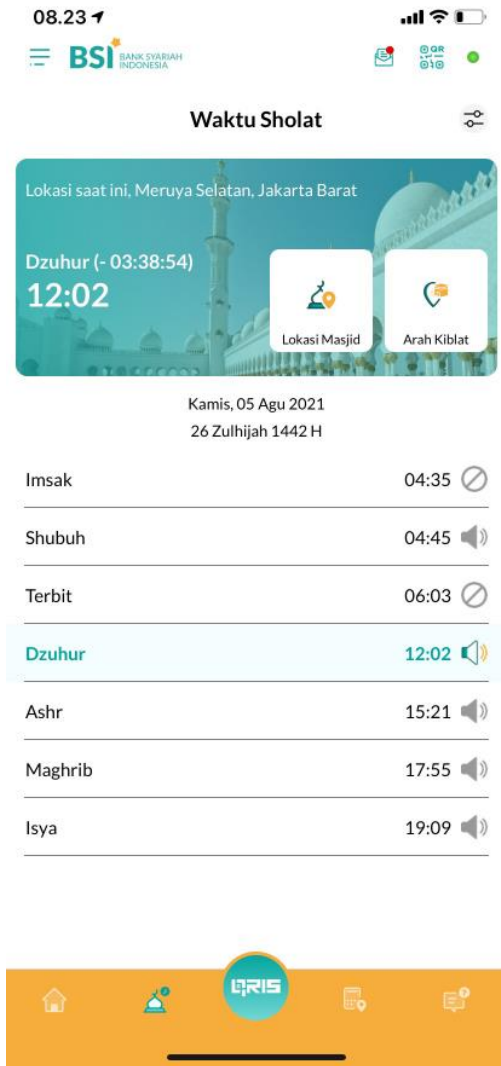 08.23
BSI BANK SYARIAH
INDONESIA
QR
Waktu Sholat
Lokasi saat ini, Meruya Selatan, Jakarta Barat
Dzuhur (- 03:38:54)
12:02
Lokasi Masjid
Arah Kiblat
Kamis, 05 Agu 2021
26 Zulhijah 1442 H
Imsak 04:35
Shubuh 04:45
Terbit 06:03
Dzuhur 12:02
Ashr 15:21
Maghrib 17:55
Isya 19:09
QRIS